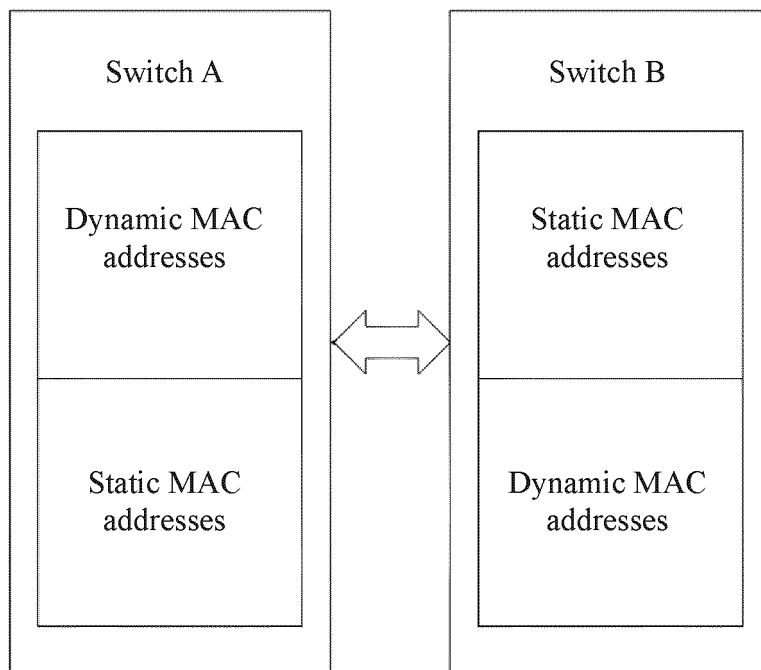 Switch A
Dynamic MAC
addresses
Static MAC
addresses
Switch B
Static MAC
addresses
Dynamic MAC
addresses